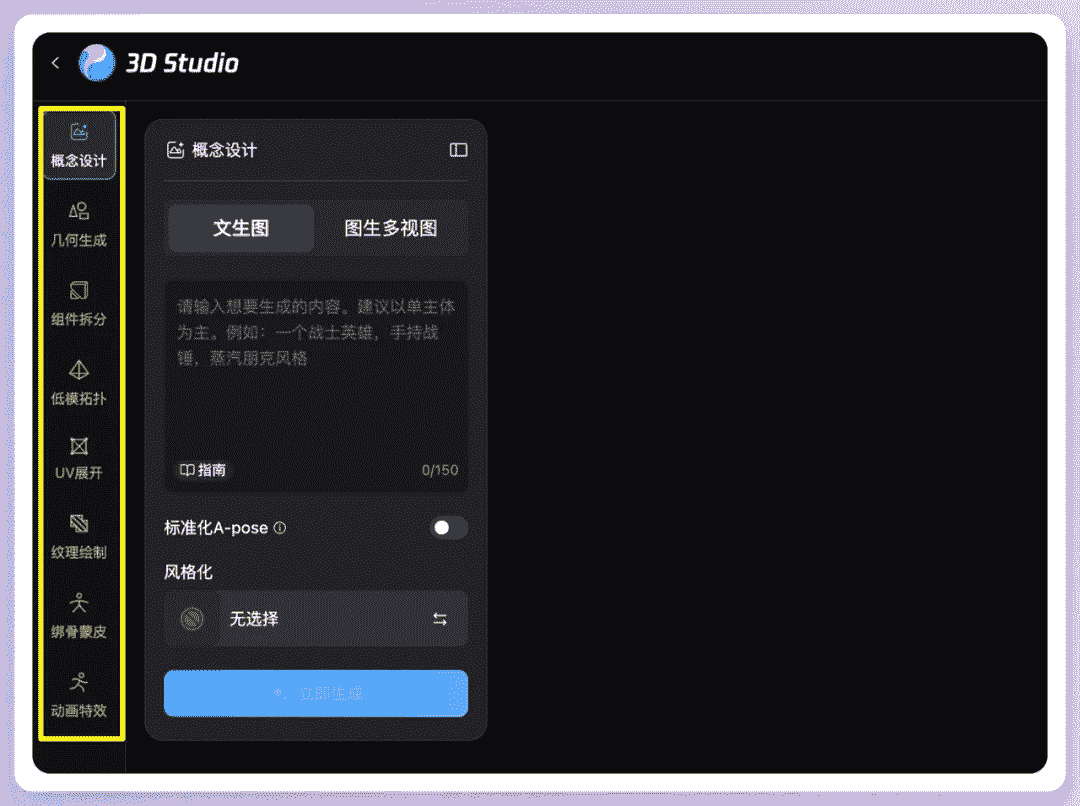 3D Studio
概念设计
几何生成
组件拆分
低模拓扑
UV展开
纹理绘制
绑骨蒙皮
动画特效
概念设计
文生图
图生多视图
请输入想要生成的内容。建议以单主体
为主。例如：一个战士英雄，手持战
锤，蒸汽朋克风格
指南
0/150
标准化A-pose
风格化
无选择
立即生成